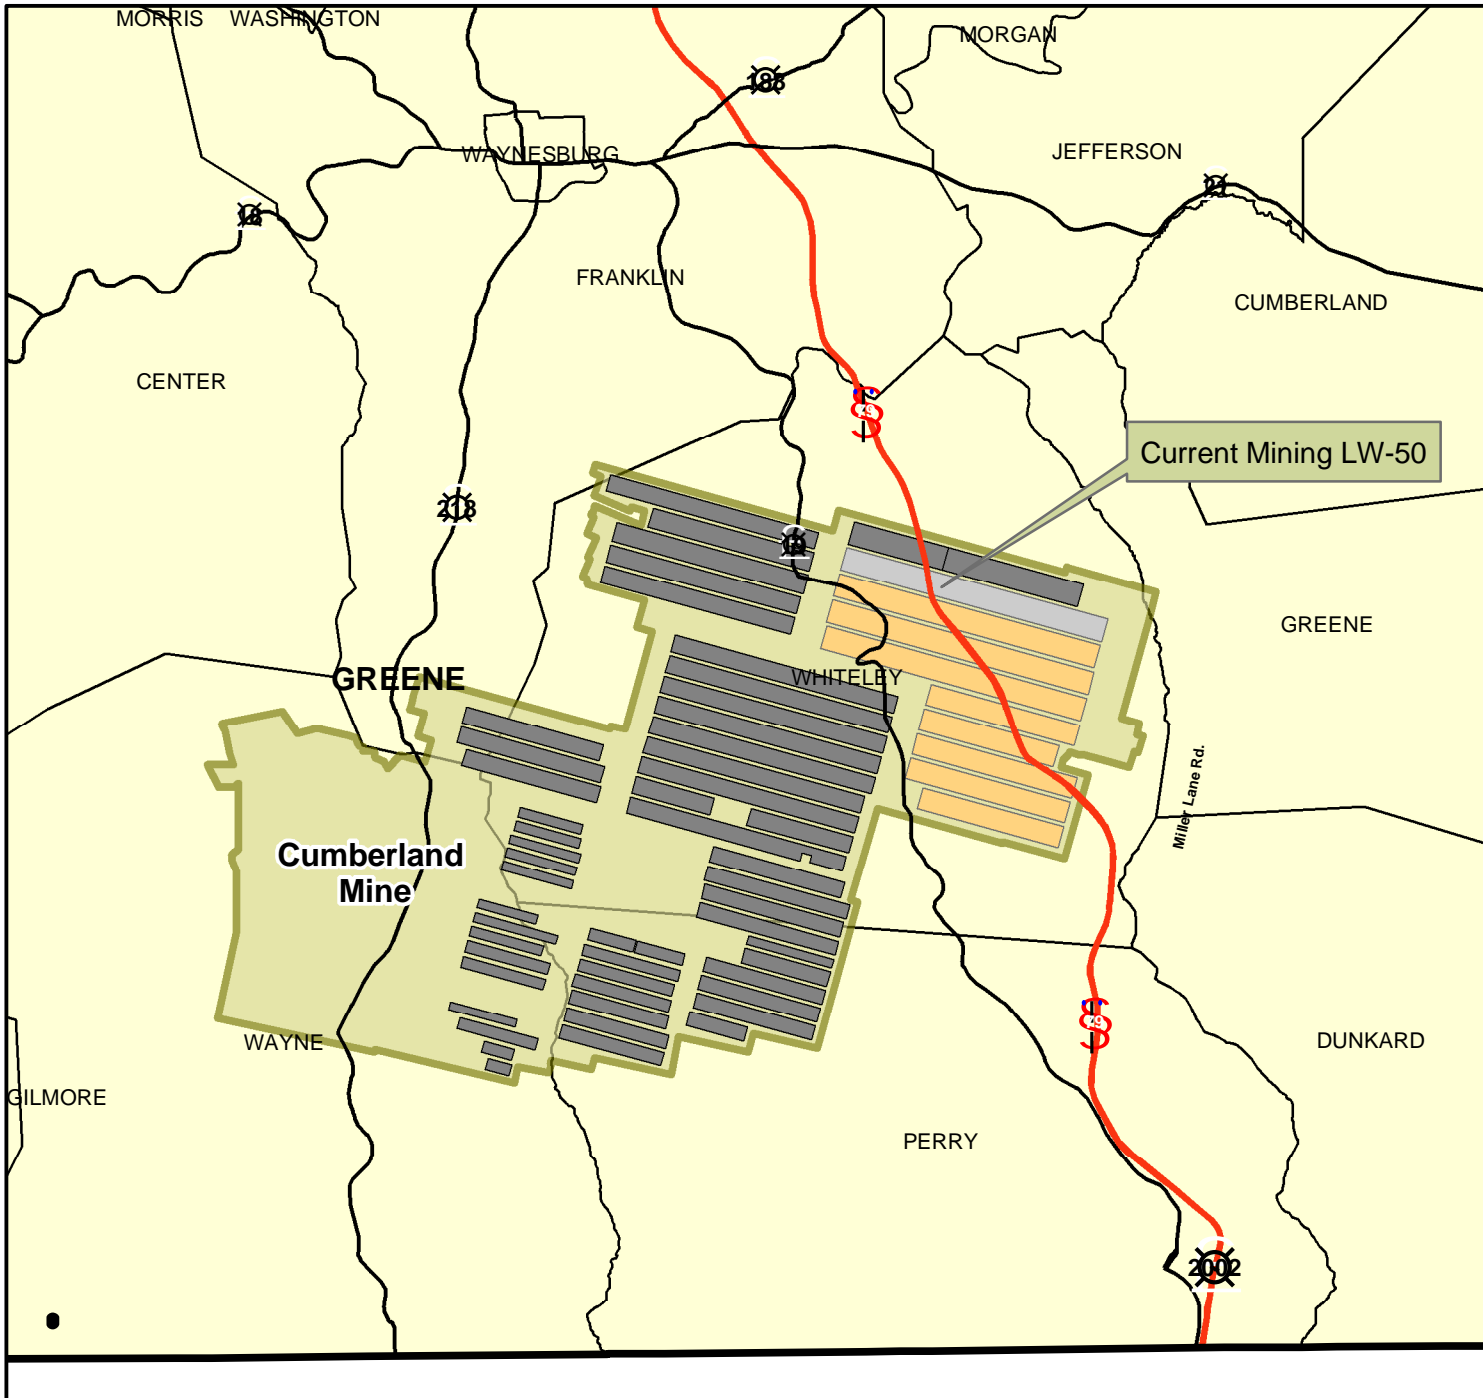 MORRIS
WASHINGTON
MORGAN
188
WAYNESBURG
JEFFERSON
21
18
FRANKLIN
CUMBERLAND
CENTER
Current Mining LW-50
218
GREENE
WHITELEY
GREENE
Miller Lane Rd.
Cumberland
Mine
WAYNE
DUNKARD
GILMORE
PERRY
2002